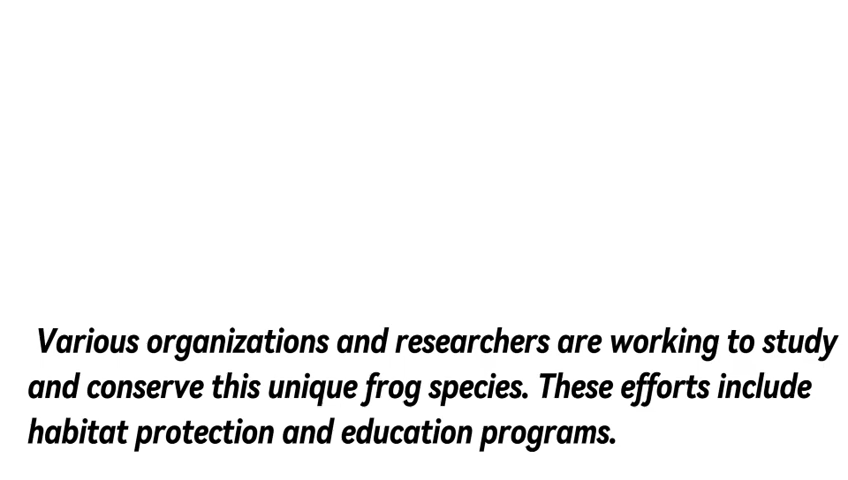 Various organizations and researchers are working to study
and conserve this unique frog species. These efforts include
habitat protection and education programs.